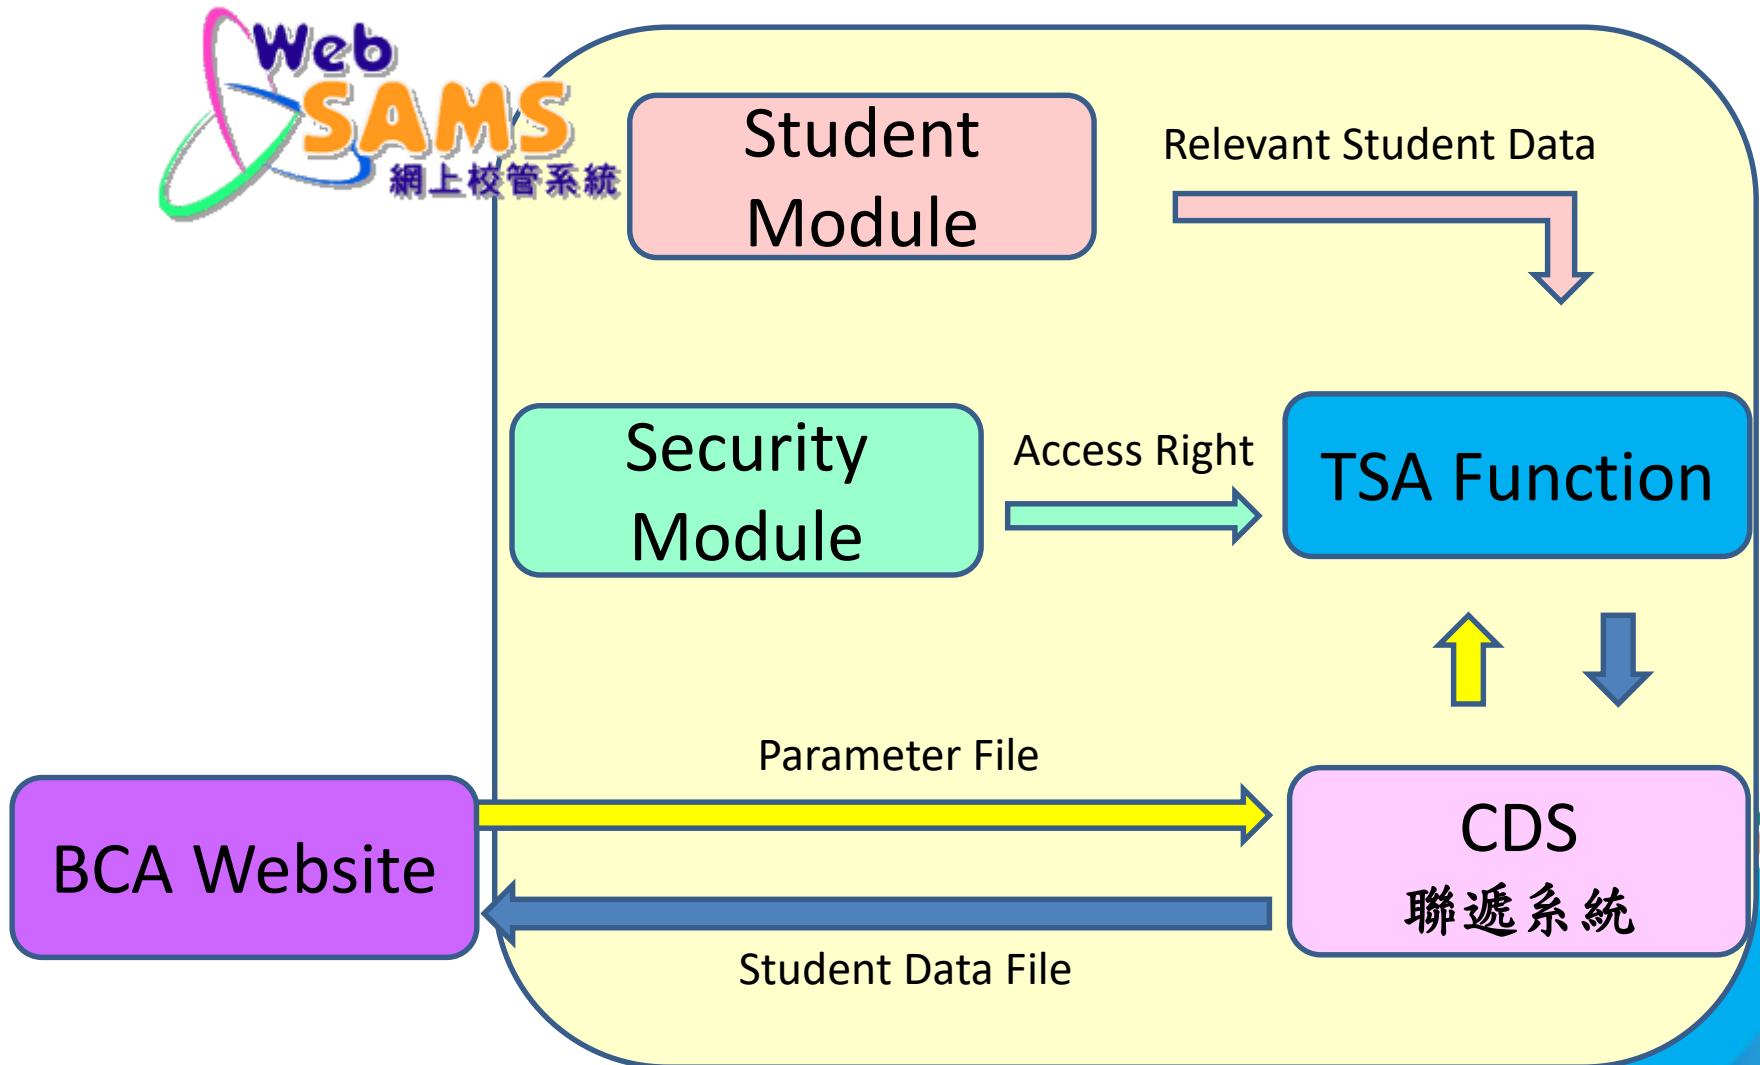 Web
SAMS
網上校管系統
Student
Module
Relevant Student Data
Security
Module
Access Right
TSA Function
Parameter File
BCA Website
CDS
聯遞系統
Student Data File